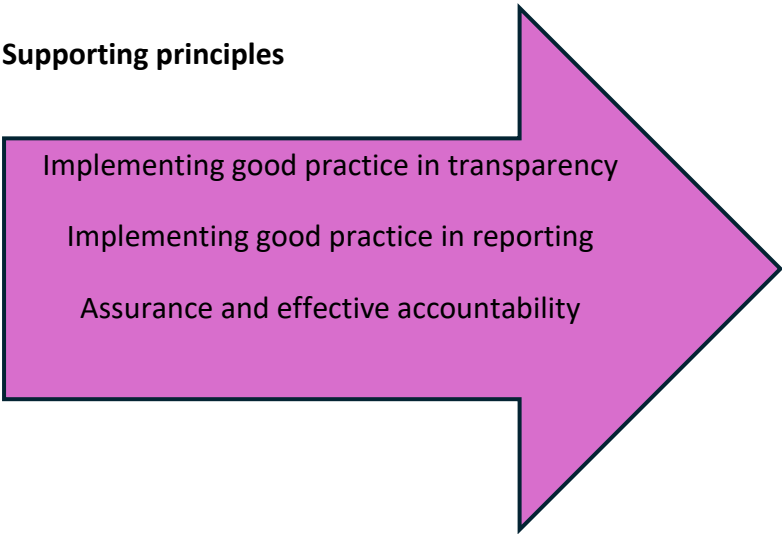 Supporting principles
Implementing good practice in transparency
Implementing good practice in reporting
Assurance and effective accountability